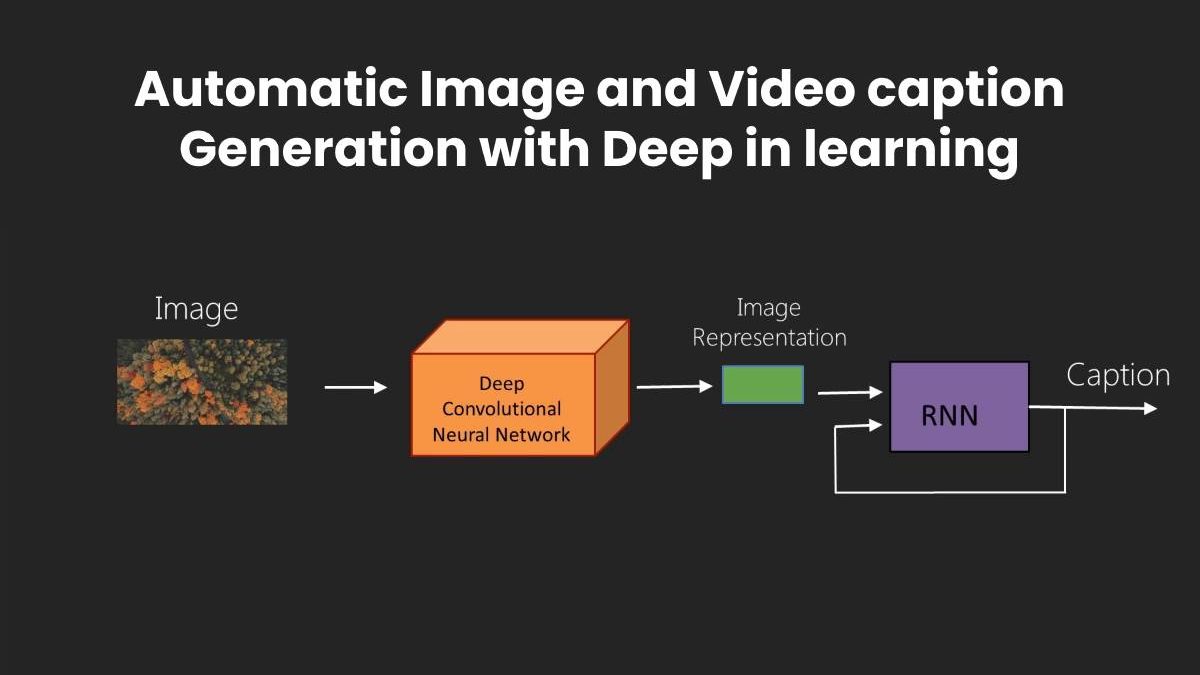 Automatic Image and Video caption
Generation with Deep in learning
Image
Deep
Convolutional
Neural Network
Image
Representation
RNN
Caption